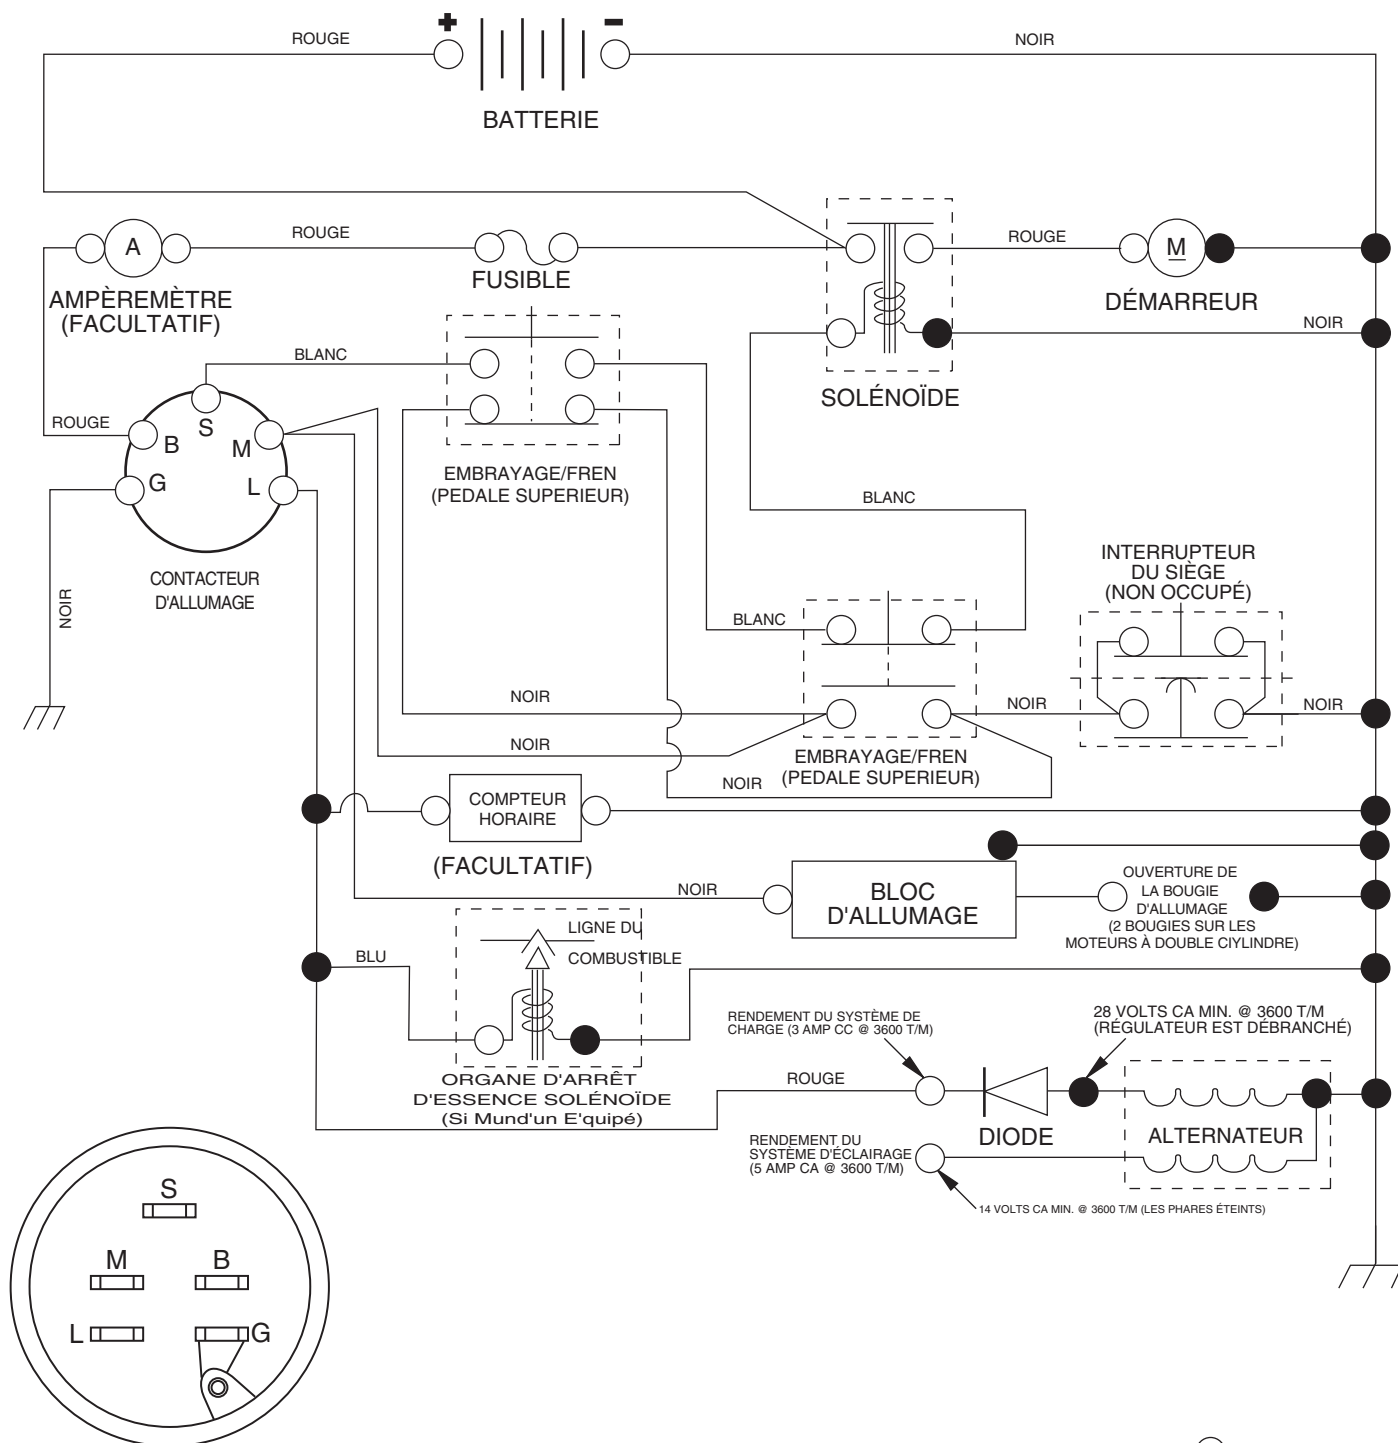 + -
ROUGE
NOIR
BATTERIE
A
ROUGE
ROUGE
M
FUSIBLE
AMPÈREMÈTRE
(FACULTATIF)
DÉMARREUR
NOIR
BLANC
SOLÉNOÏDE
ROUGE
S
B
M
G
L
EMBRAYAGE/FREN
(PEDALE SUPERIEUR)
BLANC
CONTACTEUR
D'ALLUMAGE
NOIR
INTERRUPTEUR
DU SIÈGE
(NON OCCUPÉ)
BLANC
NOIR
NOIR
NOIR
NOIR
EMBRAYAGE/FREN
(PEDALE SUPERIEUR)
NOIR
COMPTEUR
HORAIRE
(FACULTATIF)
NOIR
BLOC
D'ALLUMAGE
OUVERTURE DE
LA BOUGIE
D'ALLUMAGE
(2 BOUGIES SUR LES
MOTEURS À DOUBLE CIYLINDRE)
LIGNE DU
COMBUSTIBLE
BLU
ORGANE D'ARRÊT
D'ESSENCE SOLÉNOÏDE
(Si Mund'un E'quipé)
RENDEMENT DU SYSTÈME DE
CHARGE (3 AMP CC @ 3600 T/M)
28 VOLTS CA MIN. @ 3600 T/M
(RÉGULATEUR EST DÉBRANCHÉ)
ROUGE
DIODE
ALTERNATEUR
RENDEMENT DU
SYSTÈME D'ÉCLAIRAGE
(5 AMP CA @ 3600 T/M)
14 VOLTS CA MIN. @ 3600 T/M (LES PHARES ÉTEINTS)
S
M
B
L
G